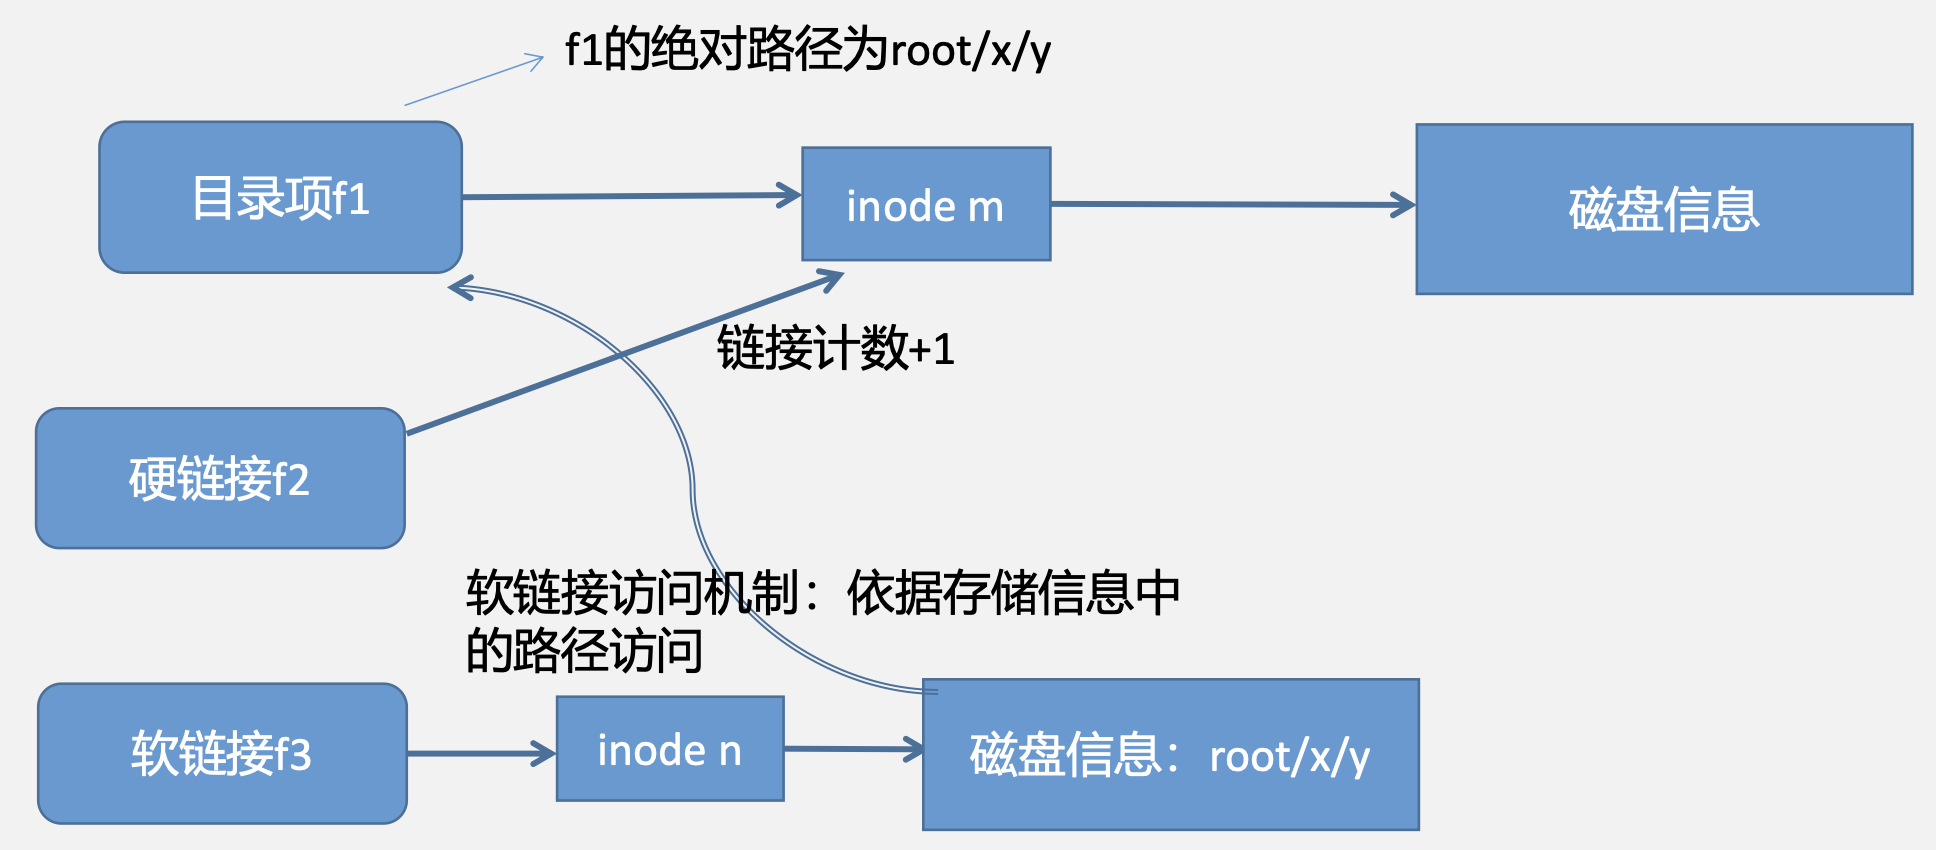 f1的绝对路径为root/x/y
目录项f1
inode m
磁盘信息
链接计数+1
硬链接f2
软链接访问机制：依据存储信息中
的路径访问
软链接f3
inode n
磁盘信息：root/x/y